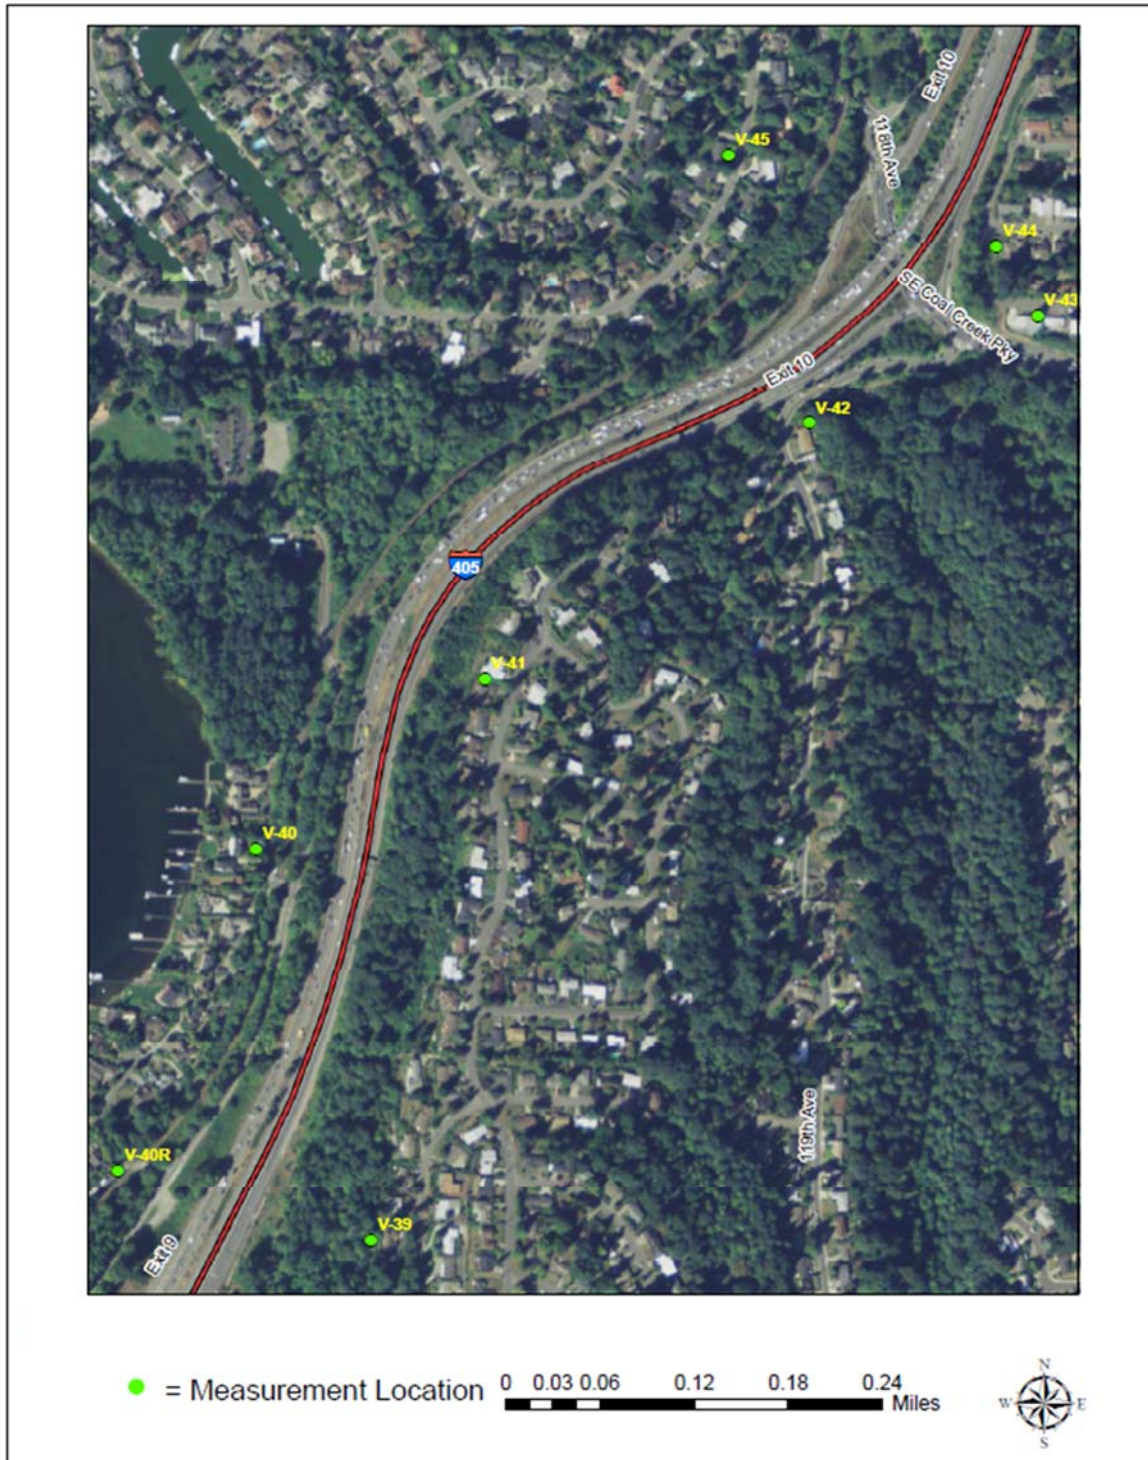 Exit 10
118th Ave
V-45
V-44
SE Coal Creek Pky
V-43
Exit 10
V-42
405
V-41
V-40
119th Ave
V-40R
V-39
Exit 9
= Measurement Location
0 0.03 0.06 0.12 0.18 0.24
Miles
N
W E
S